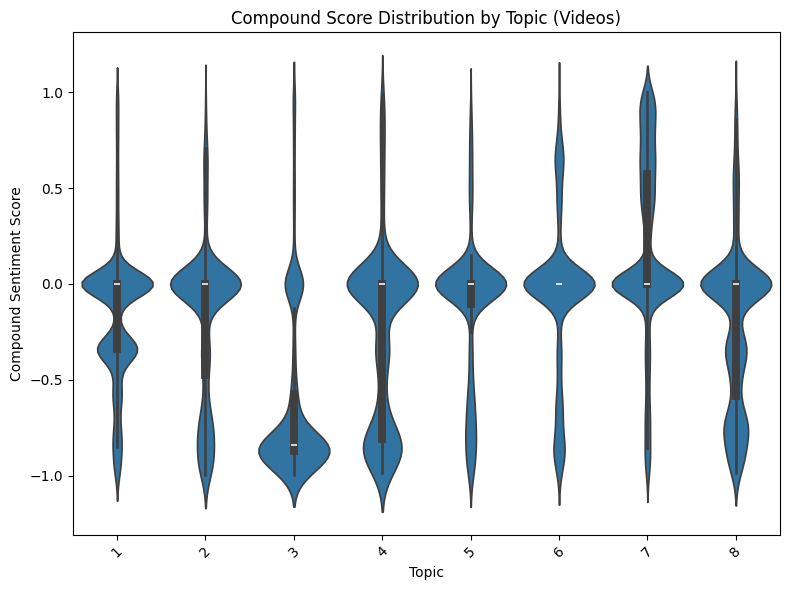 Compound Score Distribution by Topic (Videos)
Compound Sentiment Score
1.0
0.5
0.0
−0.5
−1.0
1 2 3 4 5 6 7 8
Topic